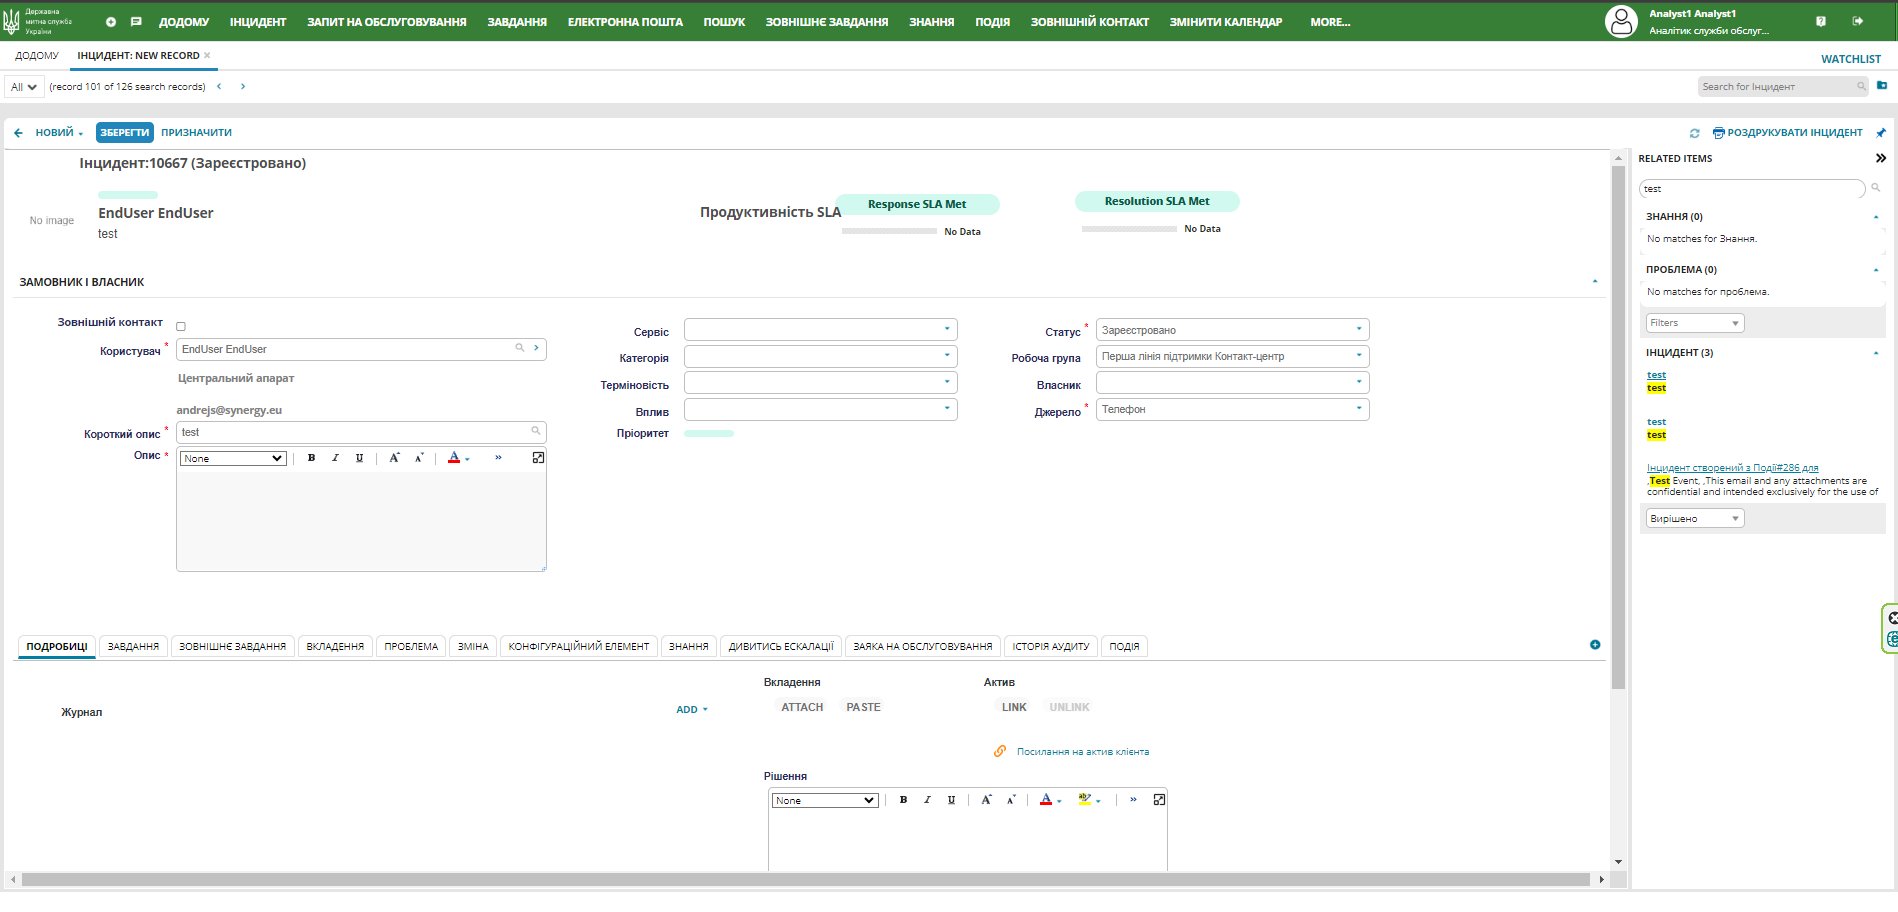 Державна
митна служба
України
ДОДОМУ ІНЦИДЕНТ ЗАПИТ НА ОБСЛУГОВУВАННЯ ЗАВДАННЯ ЕЛЕКТРОННА ПОШТА ПОШУК ЗОВНІШНЄ ЗАВДАННЯ ЗНАННЯ ПОДІЯ ЗОВНІШНІЙ КОНТАКТ ЗМІНИТИ КАЛЕНДАР MORE...
Analyst1 Analyst1
Аналітик служби обслуг...
ДОДОМУ ІНЦИДЕНТ: NEW RECORD
WATCHLIST
All (record 101 of 126 search records)
Search for Інцидент
НОВИЙ ЗБЕРЕГТИ ПРИЗНАЧИТИ
РОЗДРУКУВАТИ ІНЦИДЕНТ
Інцидент:10667 (Зареєстровано)
No image
EndUser EndUser
test
Продуктивність SLA
Response SLA Met
No Data
Resolution SLA Met
No Data
ЗАМОВНИК І ВЛАСНИК
Зовнішній контакт
Користувач * EndUser EndUser
Центральний апарат
andrejs@synergy.eu
Короткий опис * test
Опис * None B I U A A A »
Сервіс
Категорія
Терміновість
Вплив
Пріоритет
Статус * Зареєстровано
Робоча група Перша лінія підтримки Контакт-центр
Власник
Джерело * Телефон
ПОДРОБИЦІ ЗАВДАННЯ ЗОВНІШНЄ ЗАВДАННЯ ВКЛАДЕННЯ ПРОБЛЕМА ЗМІНА КОНФІГУРАЦІЙНИЙ ЕЛЕМЕНТ ЗНАННЯ ДИВИТИСЬ ЕСКАЛАЦІЇ ЗАЯКА НА ОБСЛУГОВУВАННЯ ІСТОРІЯ АУДИТУ ПОДІЯ
Журнал
ADD
Вкладення
ATTACH PASTE
Актив
LINK UNLINK
Посилання на актив клієнта
Рішення
None B I U A A A ab »
RELATED ITEMS
test
ЗНАННЯ (0)
No matches for Знання.
ПРОБЛЕМА (0)
No matches for проблема.
Filters
ІНЦИДЕНТ (3)
test
test
test
test
Інцидент створений з Події#286 для
,Test Event, ,This email and any attachments are
confidential and intended exclusively for the use of
Вирішено